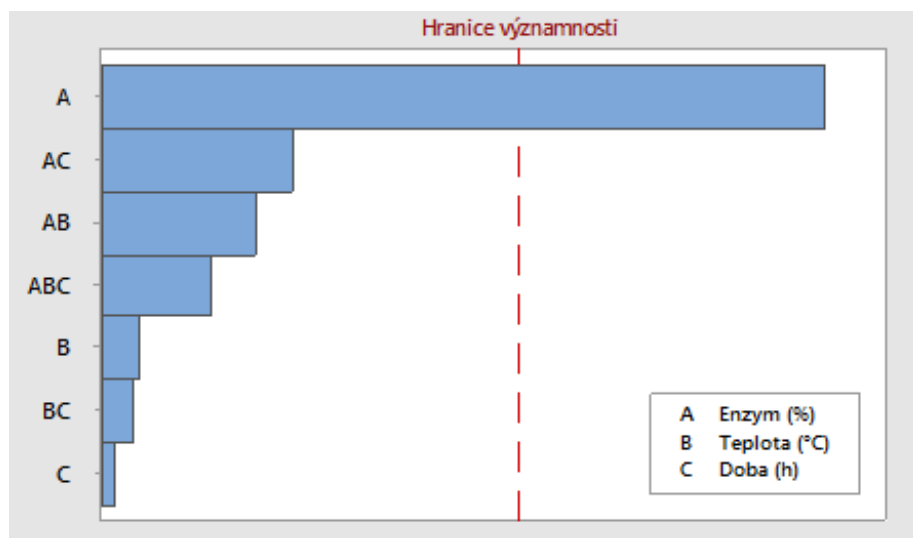 Hranice významnosti
A
AC
AB
ABC
B
BC
C
A Enzym (%)
B Teplota (°C)
C Doba (h)